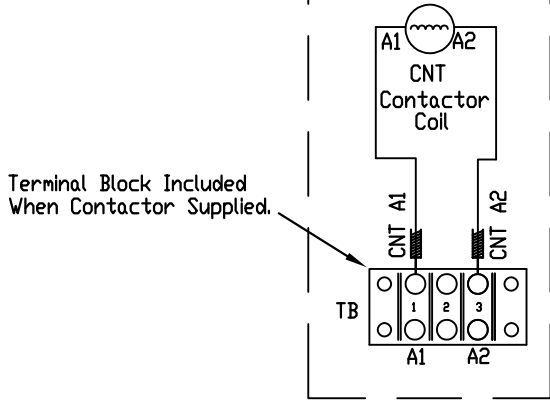 A1 A2
CNT
Contactor
Coil
Terminal Block Included
When Contactor Supplied.
CNT A1
CNT A2
TB
1 2 3
A1 A2